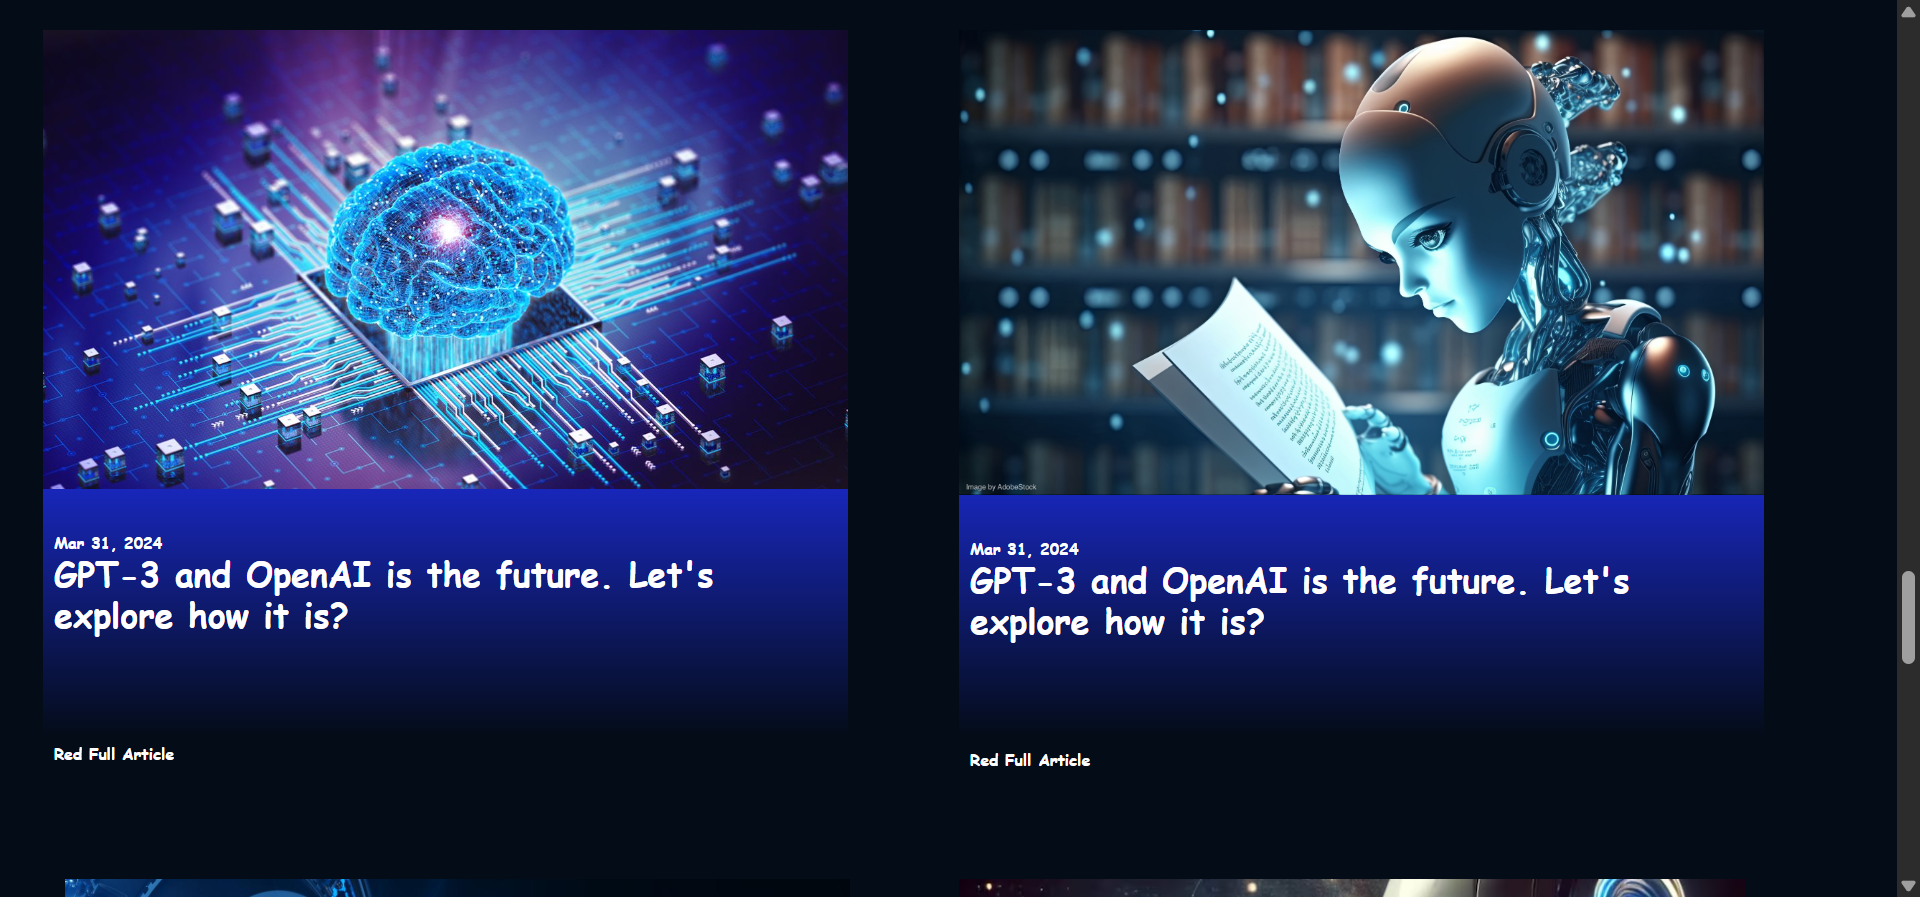 Mar 31, 2024
GPT-3 and OpenAI is the future. Let's
explore how it is?
Red Full Article
Image by AdobeStock
Mar 31, 2024
GPT-3 and OpenAI is the future. Let's
explore how it is?
Red Full Article